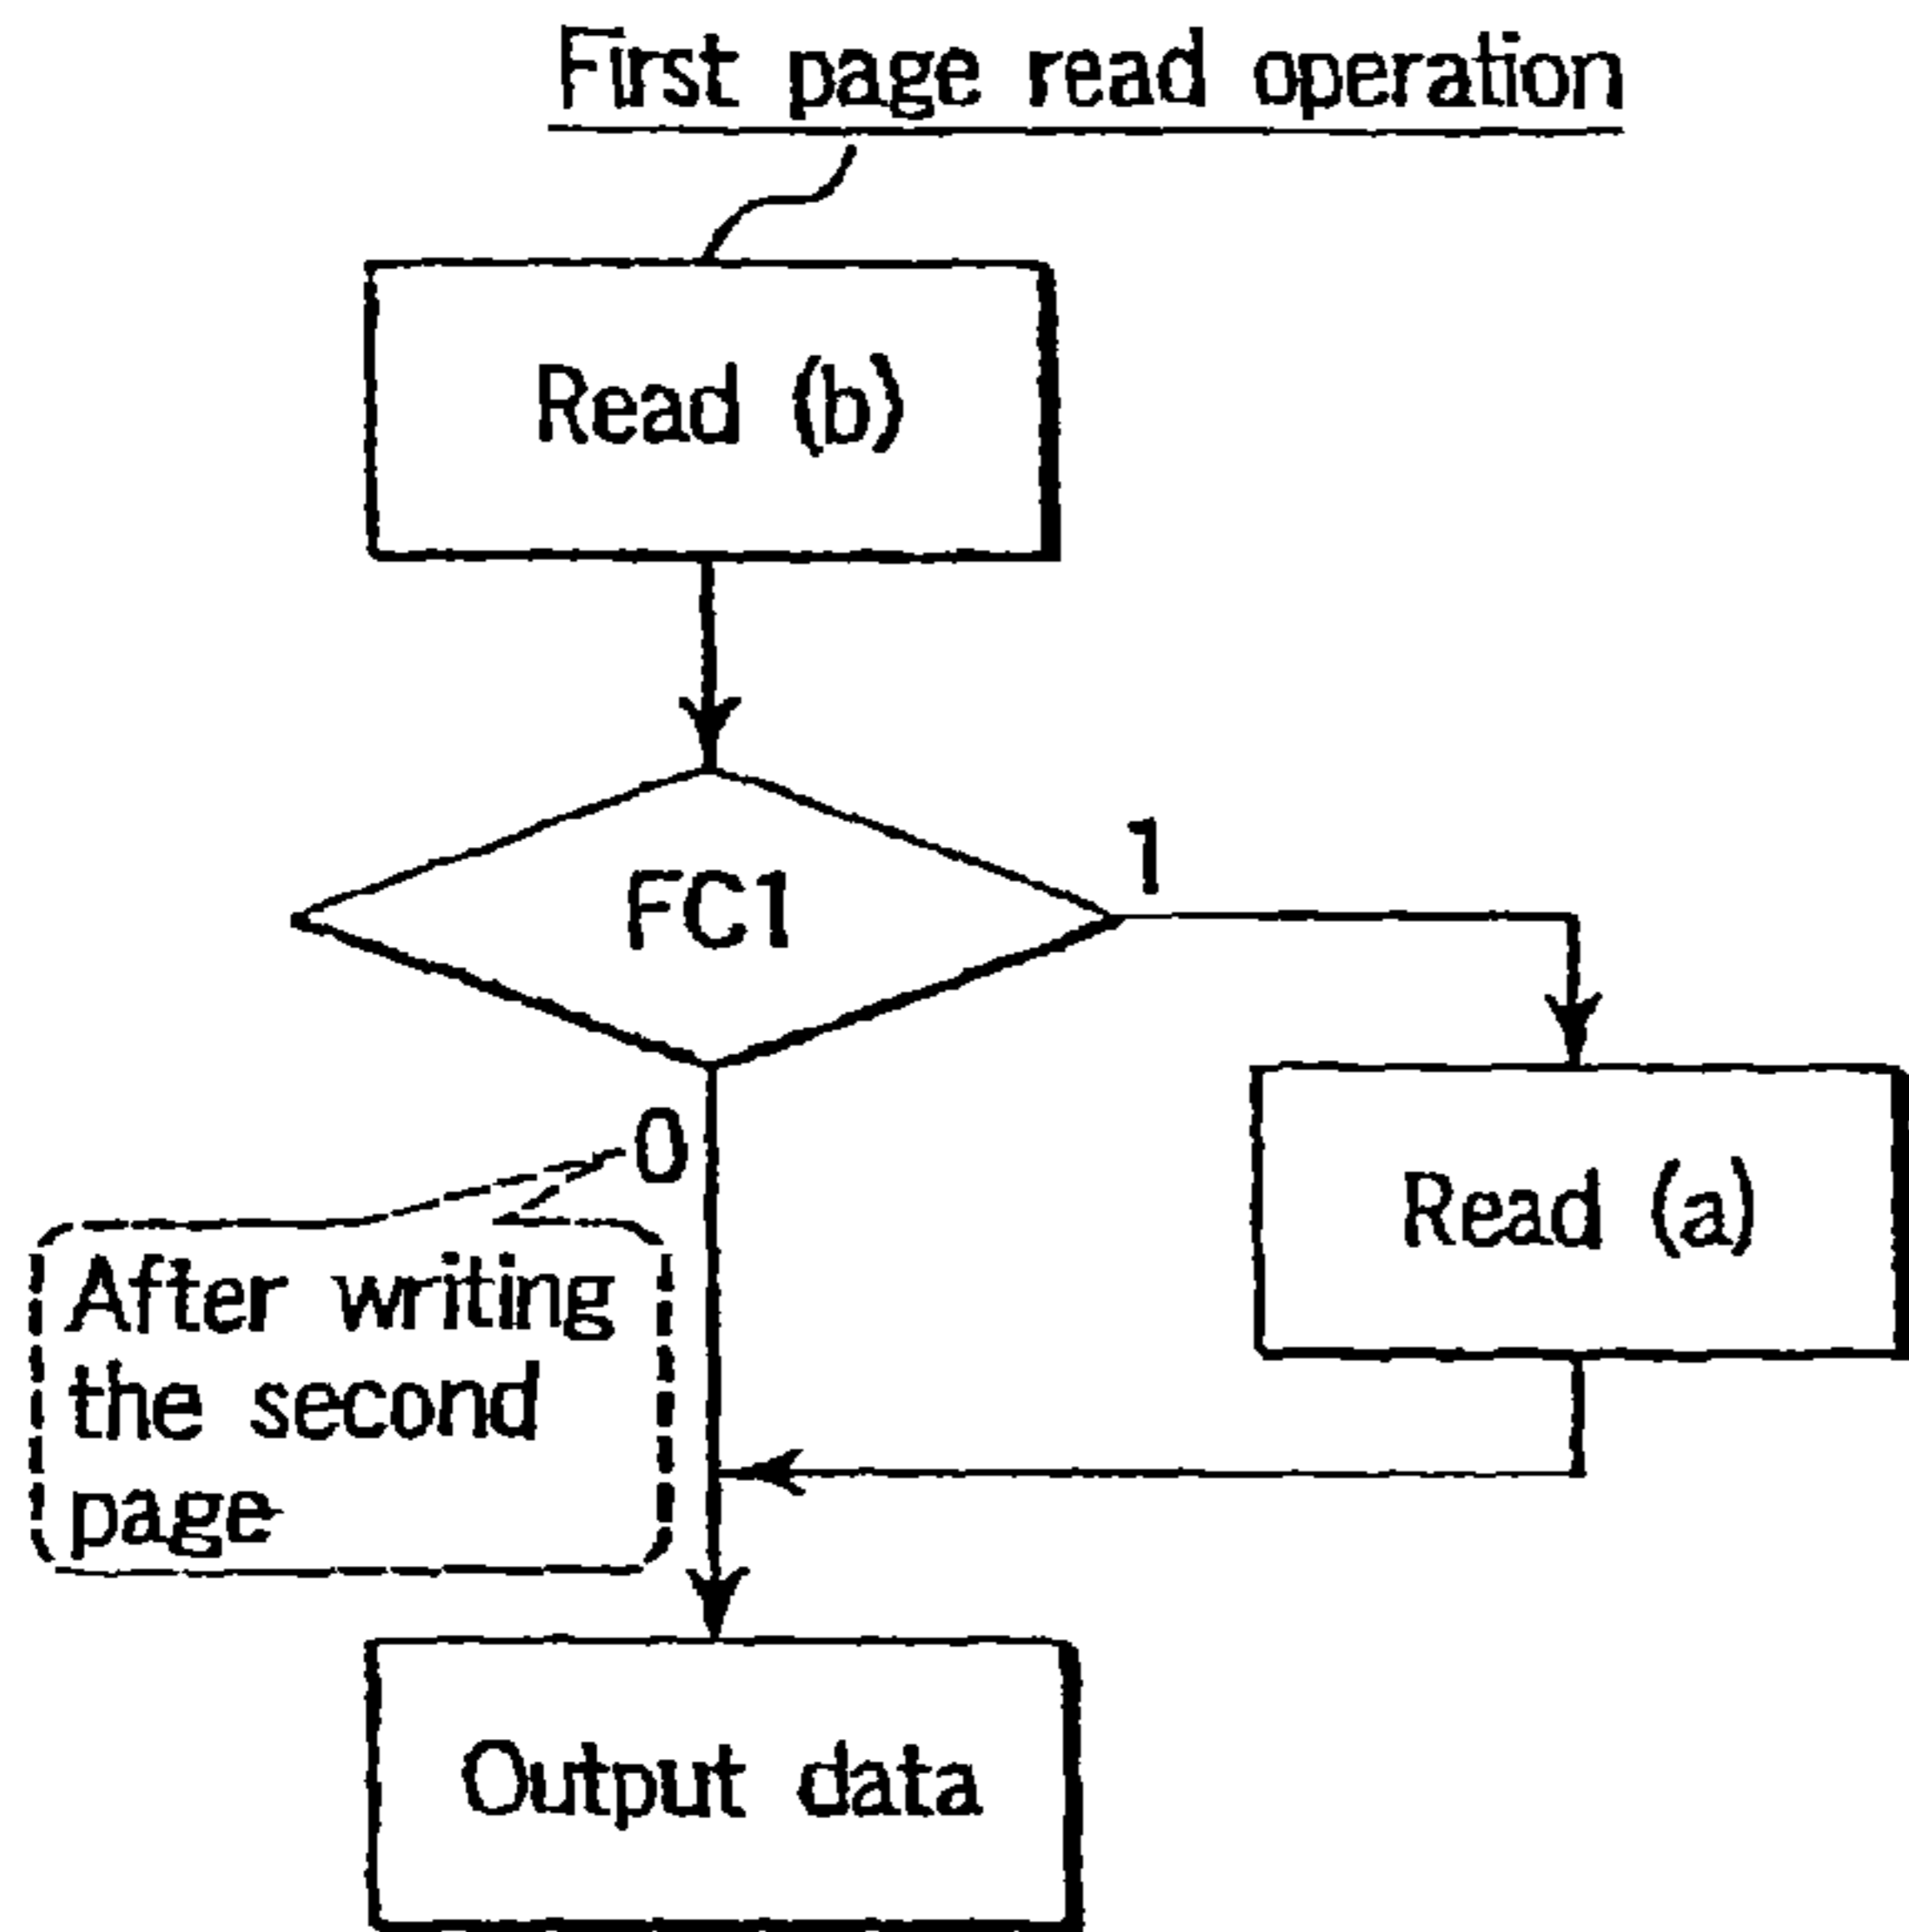 First page read operation
Read (b)
FC1
1
0
After writing
the second
page
Read (a)
Output data